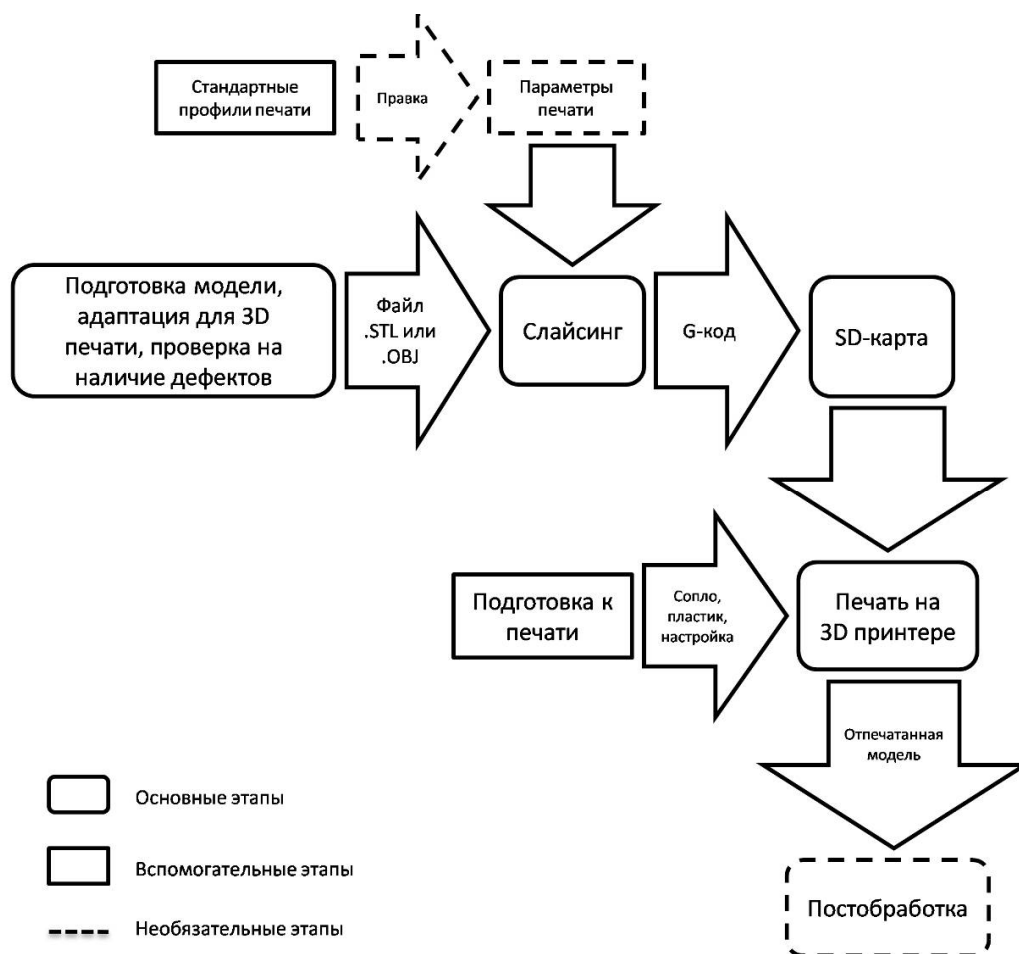 Стандартные
профили печати
Правка
Параметры
печати
Подготовка модели,
адаптация для 3D
печати, проверка на
наличие дефектов
Файл
.STL или
.OBJ
Слайсинг
G-код
SD-карта
Подготовка к
печати
Сопло,
пластик,
настройка
Печать на
3D принтере
Отпечатанная
модель
Основные этапы
Вспомогательные этапы
Необязательные этапы
Постобработка